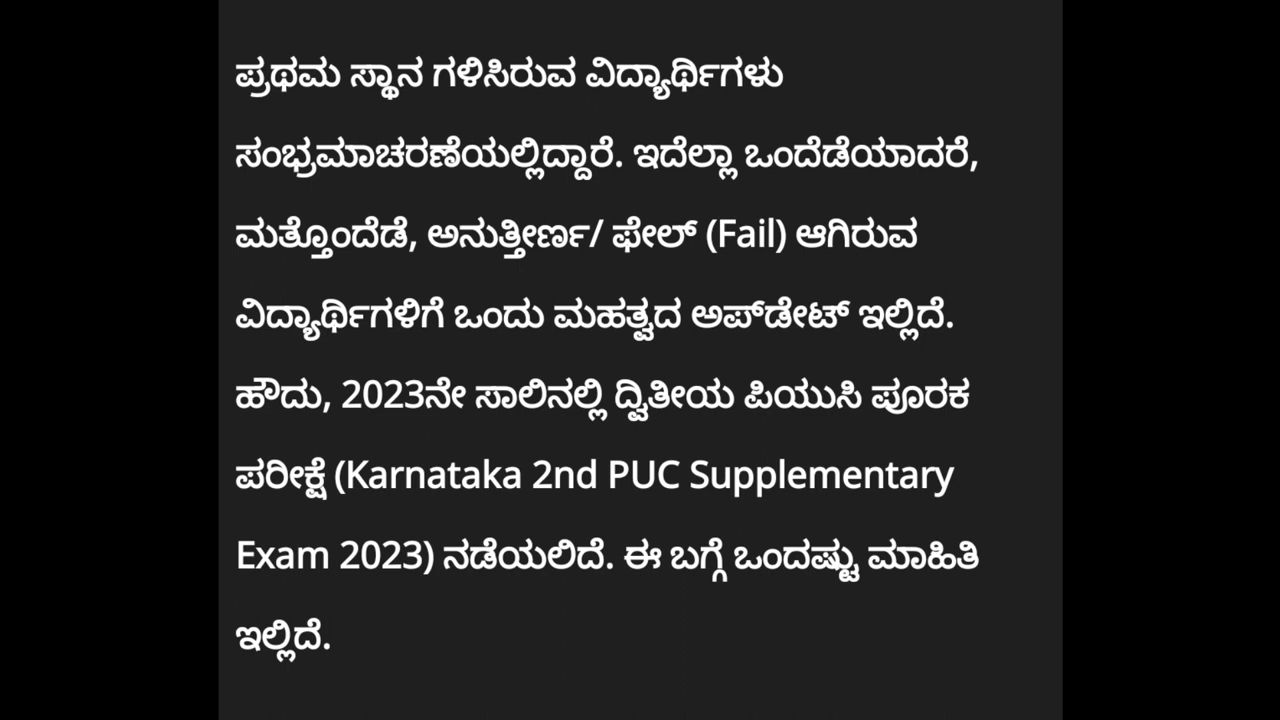 ಪ್ರಥಮ ಸ್ಥಾನ ಗಳಿಸಿರುವ ವಿದ್ಯಾರ್ಥಿಗಳು
ಸಂಭ್ರಮಾಚರಣೆಯಲ್ಲಿದ್ದಾರೆ. ಇದೆಲ್ಲಾ ಒಂದೆಡೆಯಾದರೆ,
ಮತ್ತೊಂದೆಡೆ, ಅನುತ್ತೀರ್ಣ/ ಫೇಲ್ (Fail) ಆಗಿರುವ
ವಿದ್ಯಾರ್ಥಿಗಳಿಗೆ ಒಂದು ಮಹತ್ವದ ಅಪ್‌ಡೇಟ್ ಇಲ್ಲಿದೆ.
ಹೌದು, 2023ನೇ ಸಾಲಿನಲ್ಲಿ ದ್ವಿತೀಯ ಪಿಯುಸಿ ಪೂರಕ
ಪರೀಕ್ಷೆ (Karnataka 2nd PUC Supplementary
Exam 2023) ನಡೆಯಲಿದೆ. ಈ ಬಗ್ಗೆ ಒಂದಷ್ಟು ಮಾಹಿತಿ
ಇಲ್ಲಿದೆ.